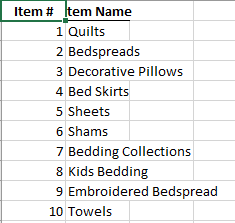 Item # tem Name
1 Quilts
2 Bedspreads
3 Decorative Pillows
4 Bed Skirts
5 Sheets
6 Shams
7 Bedding Collections
8 Kids Bedding
9 Embroidered Bedspread
10 Towels